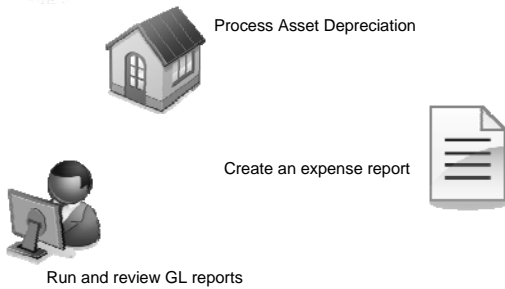 Process Asset Depreciation
Create an expense report
Run and review GL reports